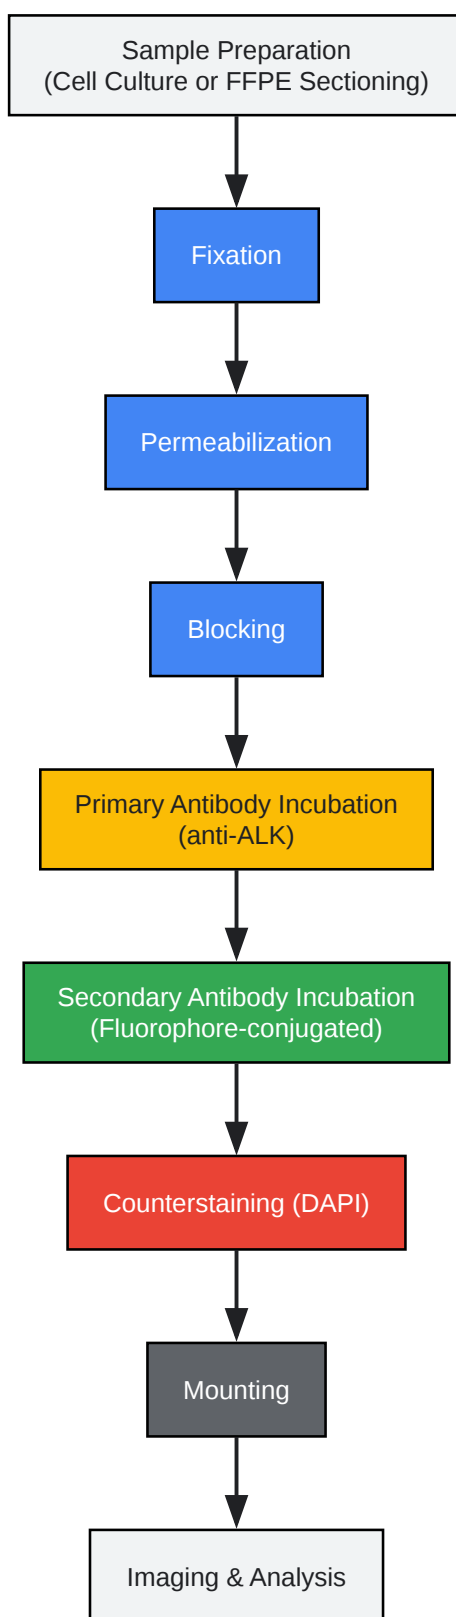 Sample Preparation
(Cell Culture or FFPE Sectioning)
Fixation
Permeabilization
Blocking
Primary Antibody Incubation
(anti-ALK)
Secondary Antibody Incubation
(Fluorophore-conjugated)
Counterstaining (DAPI)
Mounting
Imaging & Analysis